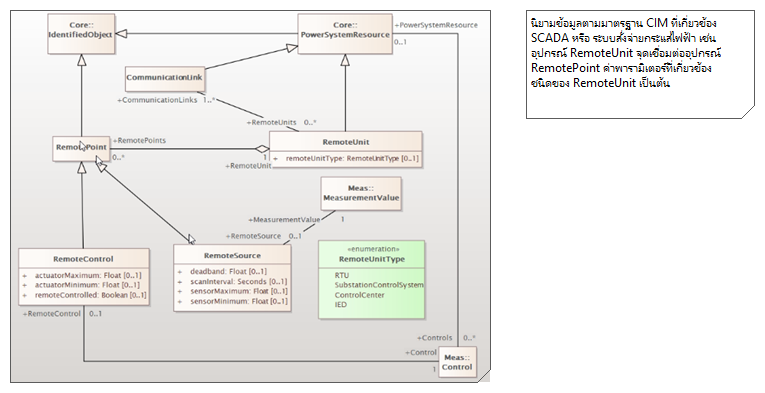 Core::
IdentifiedObject
Core::
PowerSystemResource
+PowerSystemResource
0..1
CommunicationLink
+CommunicationLinks 1..*
+RemoteUnits 0..*
+RemotePoints
0..*
1
+RemoteUnit
RemoteUnit
+ remoteUnitType: RemoteUnitType [0..1]
Meas::
MeasurementValue
+MeasurementValue
1
+RemoteSource 0..1
RemoteControl
+ actuatorMaximum: Float [0..1]
+ actuatorMinimum: Float [0..1]
+ remoteControlled: Boolean [0..1]
+RemoteControl 0..1
RemoteSource
+ deadband: Float [0..1]
+ scanInterval: Seconds [0..1]
+ sensorMaximum: Float [0..1]
+ sensorMinimum: Float [0..1]
«enumeration»
RemoteUnitType
RTU
SubstationControlSystem
ControlCenter
IED
+Controls 0..*
+Control
1
Meas::
Control
นิยามข้อมูลตามมาตรฐาน CIM ที่เกี่ยวข้อง
SCADA หรือ ระบบสั่งจ่ายกระแสไฟฟ้า เช่น
อุปกรณ์ RemoteUnit จุดเชื่อมต่ออุปกรณ์
RemotePoint ค่าพารามิเตอร์ที่เกี่ยวข้อง
ชนิดของ RemoteUnit เป็นต้น